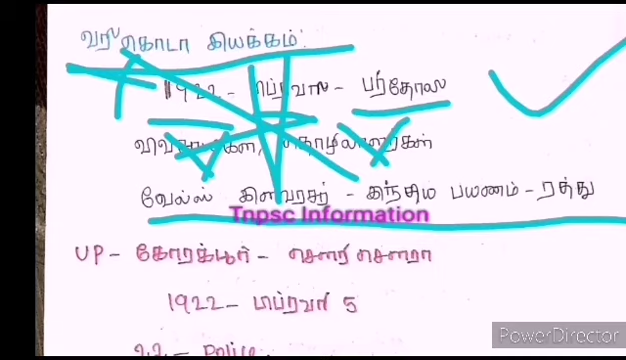 வரிகொடா இயக்கம்:
1922 - பிப்ரவரி - பர்தோலி
விவசாயிகள், தொழிலாளர்கள்
வேல்ஸ் இளவரசர் - இந்திய பயணம் - ரத்து
Tnpsc Information
UP - கோரக்பூர் - சௌரி சௌரா
1922 - பிப்ரவரி 5
22 -
PowerDirector